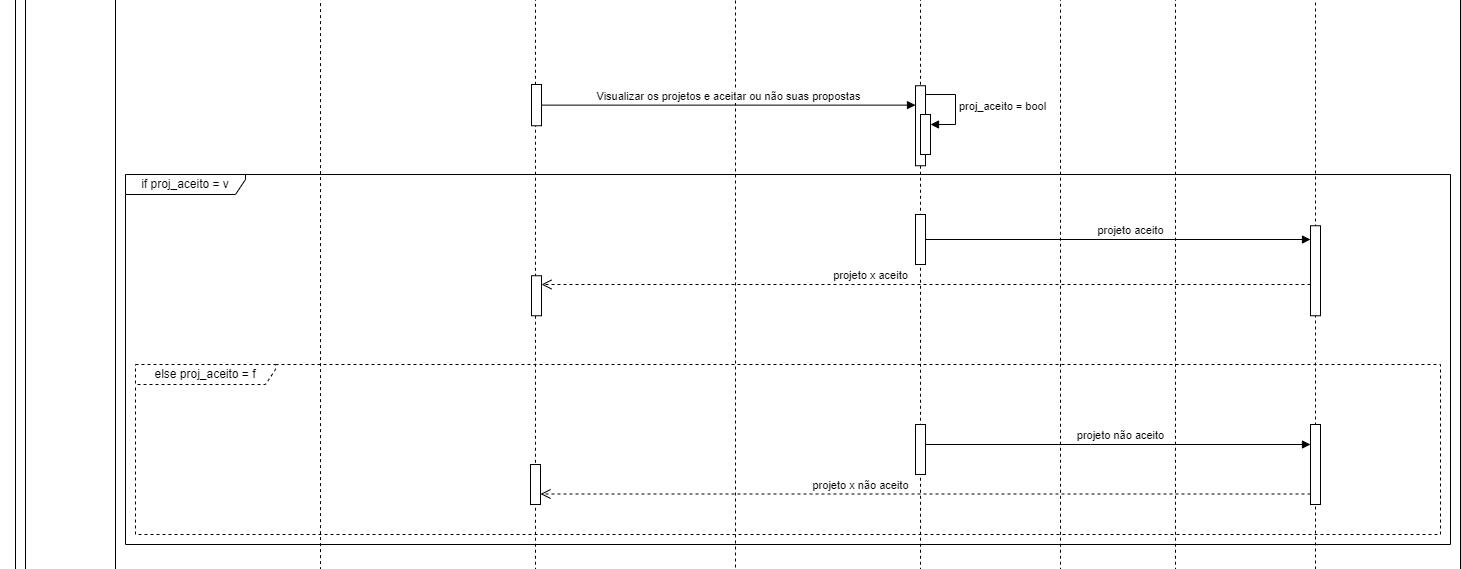 Visualizar os projetos e aceitar ou não suas propostas
proj_aceito = bool
if proj_aceito = v
projeto aceito
projeto x aceito
else proj_aceito = f
projeto não aceito
projeto x não aceito